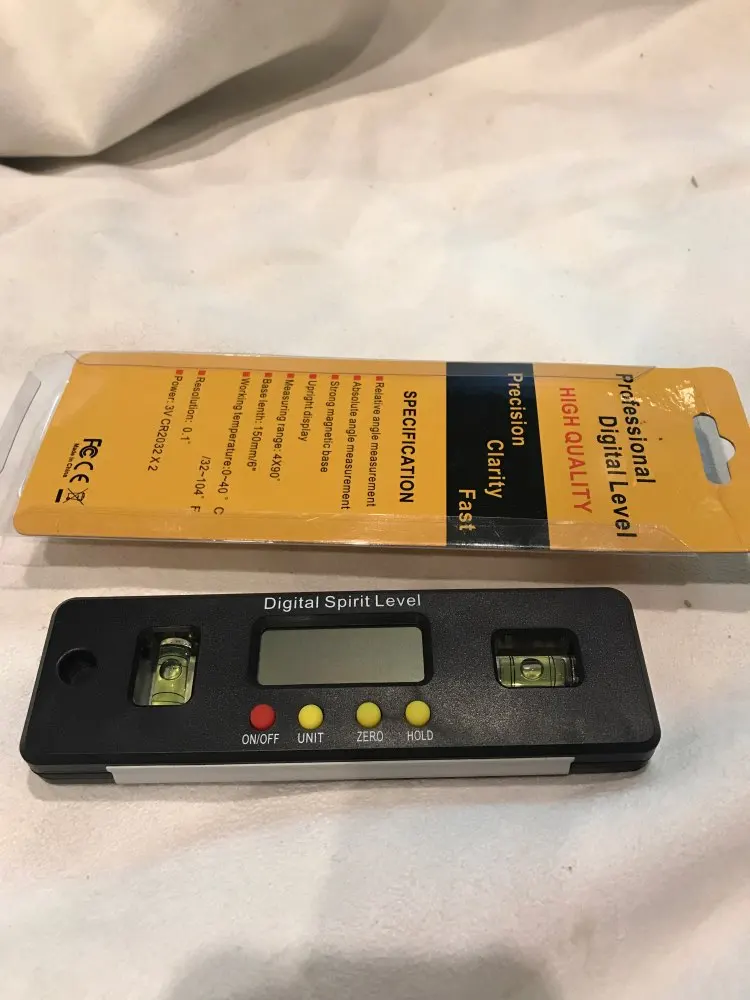 Professional
Digital Level
HIGH QUALITY
Precision Clarity Fast
SPECIFICATION
Relative angle measurement
Absolute angle measurement
Strong magnetic base
Upright display
Measuring range: 4X90°
Base lenth: 150mm/6"
Working temperature:0~40 ° C
/32~104° F
Resolution: 0.1°
Power: 3V CR2032 X 2
FC CE
Made in China
Digital Spirit Level
ON/OFF UNIT ZERO HOLD